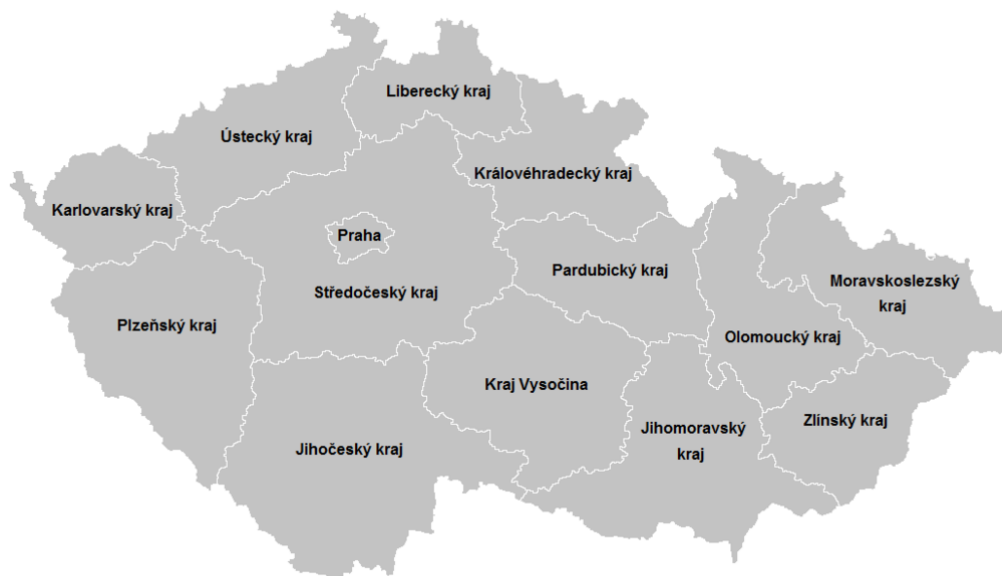 Liberecký kraj
Ústecký kraj
Královéhradecký kraj
Karlovarský kraj
Praha
Pardubický kraj
Moravskoslezský
kraj
Středočeský kraj
Plzeňský kraj
Olomoucký kraj
Kraj Vysočina
Zlínský kraj
Jihomoravský
kraj
Jihočeský kraj